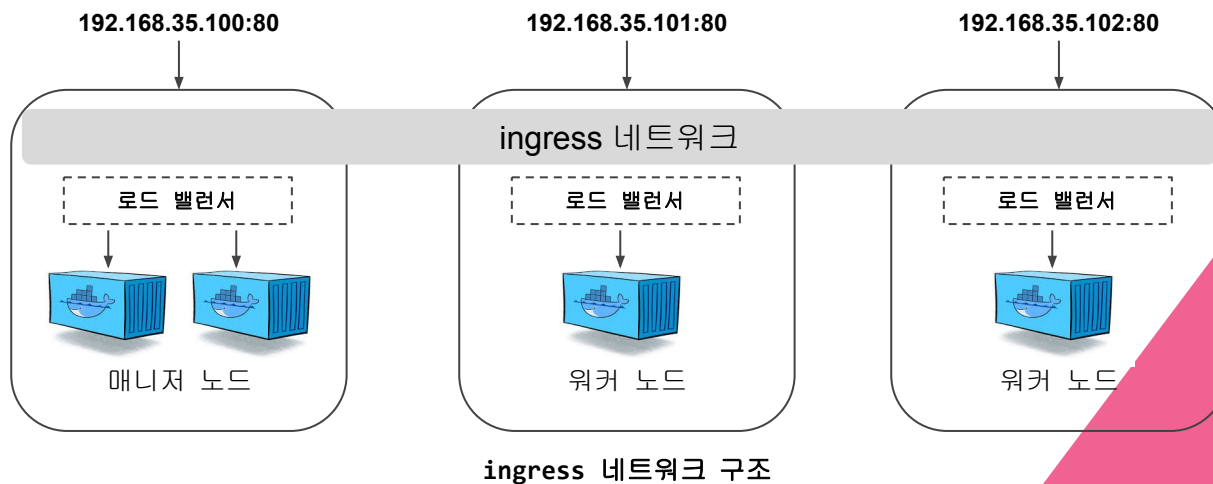 192.168.35.100:80 192.168.35.101:80 192.168.35.102:80
ingress 네트워크
로드 밸런서 로드 밸런서 로드 밸런서
매니저 노드 워커 노드 워커 노드
ingress 네트워크 구조